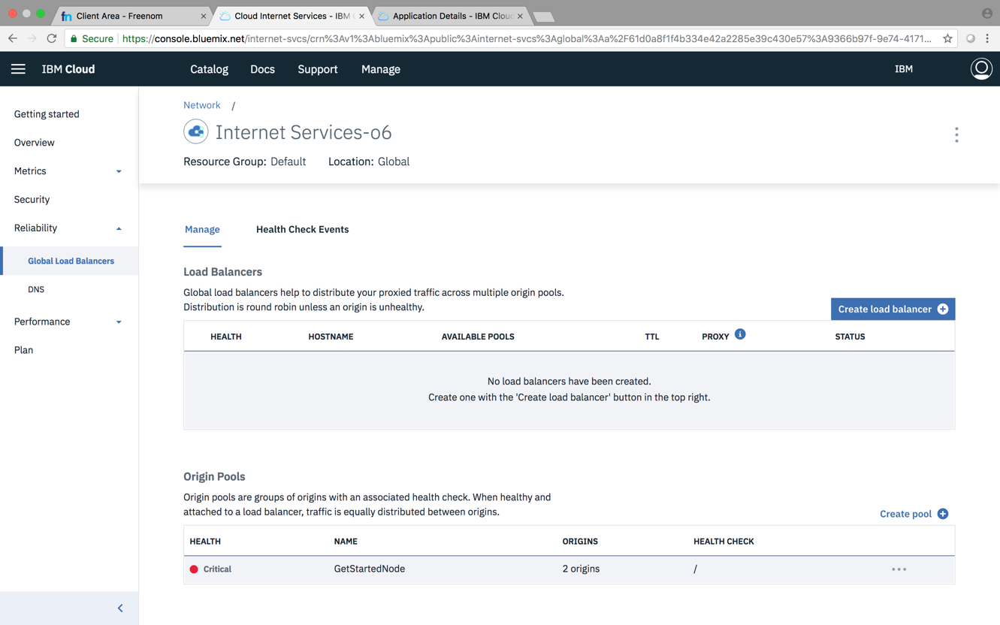 Client Area - Freenom
Cloud Internet Services - IBM
Application Details - IBM Clou
Secure
https://console.bluemix.net/internet-svcs/crn%3Av1%3Abluemix%3Apublic%3Ainternet-svcs%3Aglobal%3Aa%2F61d0a8f1f4b334e42a2285e39c430e57%3A9366b97f-9e74-4171...
IBM Cloud
Catalog
Docs
Support
Manage
IBM
Getting started
Overview
Metrics
Security
Reliability
Global Load Balancers
DNS
Performance
Plan
Network /
Internet Services-o6
Resource Group: Default Location: Global
Manage
Health Check Events
Load Balancers
Global load balancers help to distribute your proxied traffic across multiple origin pools.
Distribution is round robin unless an origin is unhealthy.
Create load balancer
HEALTH HOSTNAME AVAILABLE POOLS TTL PROXY STATUS
No load balancers have been created.
Create one with the 'Create load balancer' button in the top right.
Origin Pools
Origin pools are groups of origins with an associated health check. When healthy and
attached to a load balancer, traffic is equally distributed between origins.
Create pool
HEALTH NAME ORIGINS HEALTH CHECK
Critical GetStartedNode 2 origins /